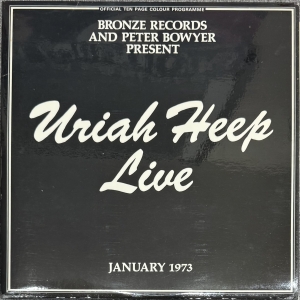 OFFICIAL TEN PAGE COLOUR PROGRAMME
BRONZE RECORDS
AND PETER BOWYER
PRESENT
Uriah Heep
Live
JANUARY 1973